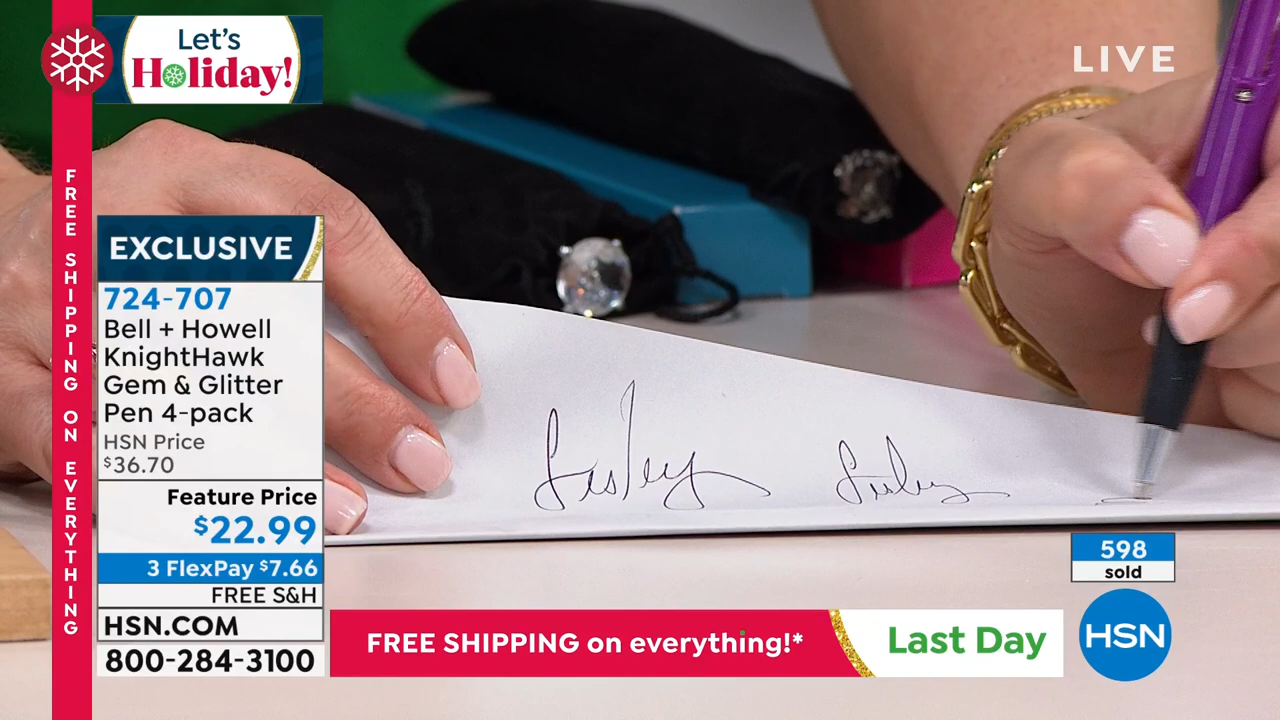 Let's
Holiday!
LIVE
FREE SHIPPING ON EVERYTHING
EXCLUSIVE
724-707
Bell + Howell
KnightHawk
Gem & Glitter
Pen 4-pack
HSN Price
$36.70
Feature Price
$22.99
3 FlexPay $7.66
FREE S&H
HSN.COM
800-284-3100
Lesley Lesley
598
sold
FREE SHIPPING on everything!*
Last Day
HSN